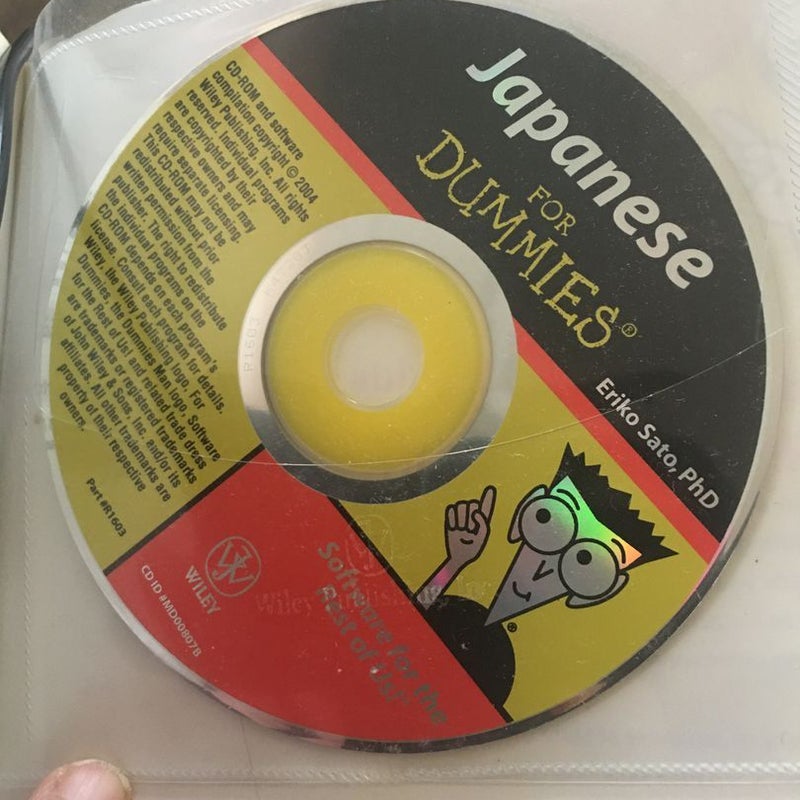 Japanese
FOR
DUMMIES®
Eriko Sato, PhD
CD-ROM and software
compilation copyright © 2004
Wiley Publishing, Inc. All rights
reserved. Individual programs
are copyrighted by their
respective owners and may
require separate licensing.
This CD-ROM may not be
redistributed without prior
written permission from the
publisher. The right to redistribute
the individual programs on the
CD-ROM depends on each program's
license. Consult each program for details.
Wiley, the Wiley Publishing logo, For
Dummies, the Dummies Man logo, Software
for the Rest of Us! and related trade dress
are trademarks or registered trademarks
of John Wiley & Sons, Inc. and/or its
affiliates. All other trademarks are
property of their respective
owners.
Part #R1603
R1603
WILEY
CD ID #MD00807B
Software for the
Rest of Us!
®